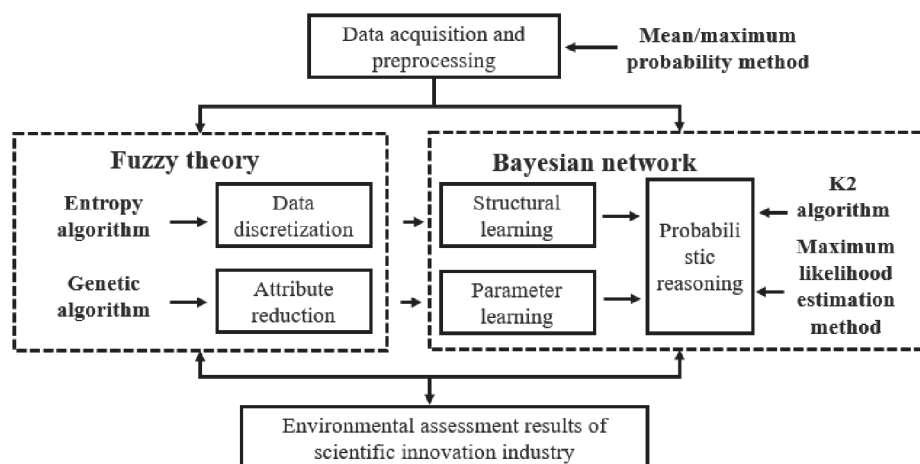 Data acquisition and
preprocessing
Mean/maximum
probability method
Fuzzy theory
Entropy
algorithm
Data
discretization
Genetic
algorithm
Attribute
reduction
Bayesian network
Structural
learning
Parameter
learning
Probabili
stic
reasoning
K2
algorithm
Maximum
likelihood
estimation
method
Environmental assessment results of
scientific innovation industry